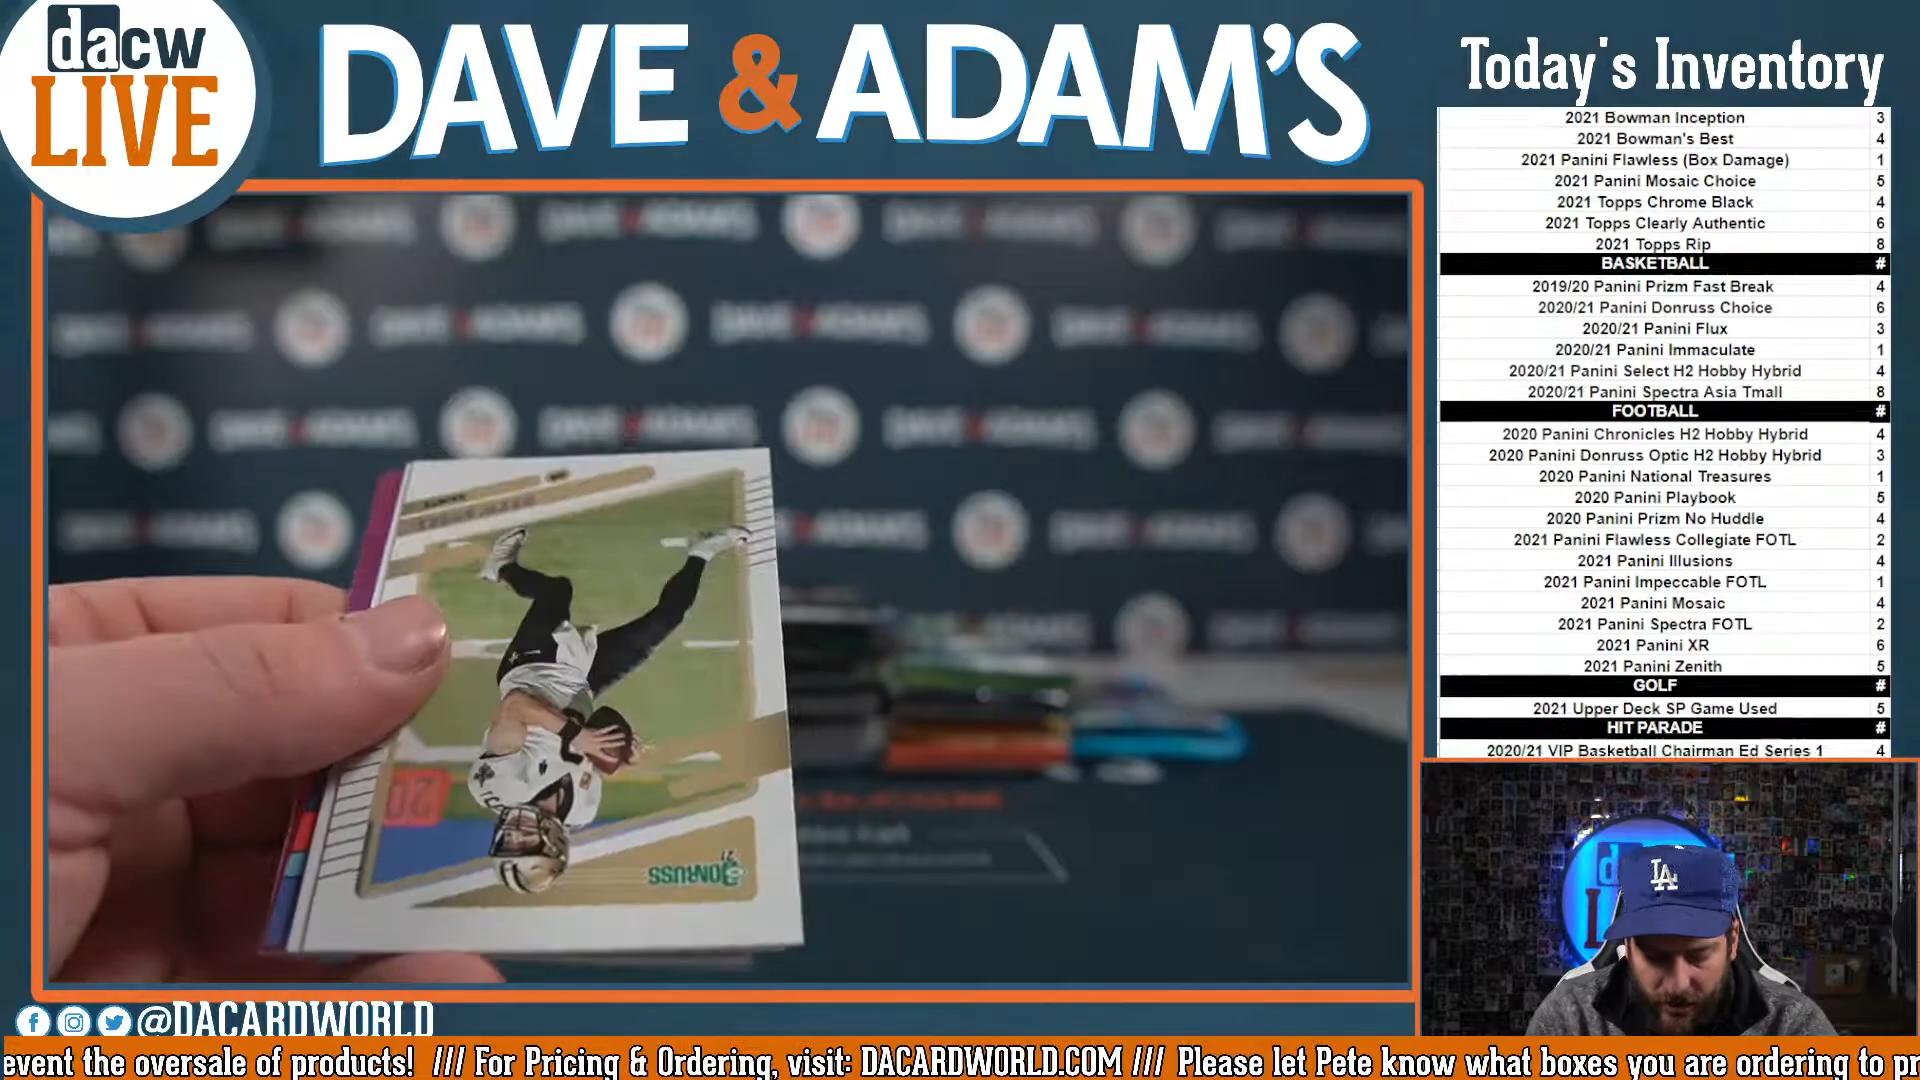 dacw
LIVE
DAVE & ADAM'S
Today's Inventory
2021 Bowman Inception 3
2021 Bowman's Best 4
2021 Panini Flawless (Box Damage) 1
2021 Panini Mosaic Choice 5
2021 Topps Chrome Black 4
2021 Topps Clearly Authentic 6
2021 Topps Rip 8
BASKETBALL #
2019/20 Panini Prizm Fast Break 4
2020/21 Panini Donruss Choice 6
2020/21 Panini Flux 3
2020/21 Panini Immaculate 1
2020/21 Panini Select H2 Hobby Hybrid 4
2020/21 Panini Spectra Asia Tmall 8
FOOTBALL #
2020 Panini Chronicles H2 Hobby Hybrid 4
2020 Panini Donruss Optic H2 Hobby Hybrid 3
2020 Panini National Treasures 1
2020 Panini Playbook 5
2020 Panini Prizm No Huddle 4
2021 Panini Flawless Collegiate FOTL 2
2021 Panini Illusions 4
2021 Panini Impeccable FOTL 1
2021 Panini Mosaic 4
2021 Panini Spectra FOTL 2
2021 Panini XR 6
2021 Panini Zenith 5
GOLF #
2021 Upper Deck SP Game Used 5
HIT PARADE #
2020/21 VIP Basketball Chairman Ed Series 1 4
DAVE & ADAM'S
SAINTS
20
DONRUSS
LA
@DACARDWORLD
event the oversale of products! /// For Pricing & Ordering, visit: DACARDWORLD.COM /// Please let Pete know what boxes you are ordering to pr